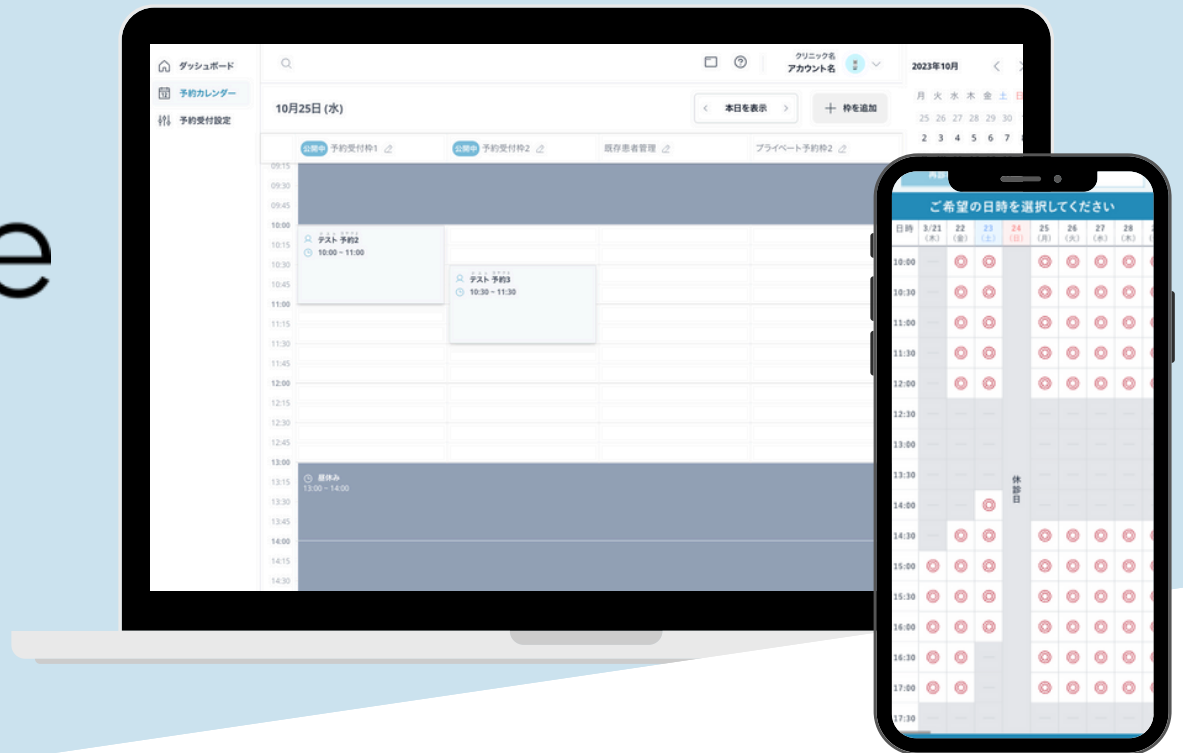 e
ダッシュボード
予約カレンダー
予約受付設定
クリニック名
アカウント名
10月25日 (水)
本日を表示
枠を追加
公開中 予約受付枠1
公開中 予約受付枠2
既存患者管理
プライベート予約枠2
09:15
09:30
09:45
10:00
10:15
10:30
10:45
11:00
11:15
11:30
11:45
12:00
12:15
12:30
12:45
13:00
13:15
13:30
13:45
14:00
14:15
14:30
テスト 予約2
10:00 – 11:00
テスト 予約3
10:30 – 11:30
昼休み
13:00 – 14:00
2023年10月
月 火 水 木 金 土 日
25 26 27 28 29 30
2 3 4 5 6 7
ご希望の日時を選択してください
日時 3/21 22 23 24 25 26 27 28
(木) (金) (土) (日) (月) (火) (水) (木)
10:00
10:30
11:00
11:30
12:00
12:30
13:00
13:30
14:00
14:30
15:00
15:30
16:00
16:30
17:00
17:30
休診日